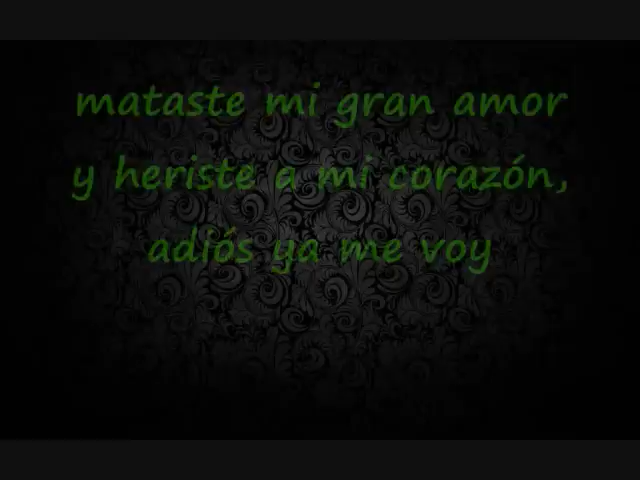 mataste mi gran amor
y heriste a mi corazón,
adiós ya me voy